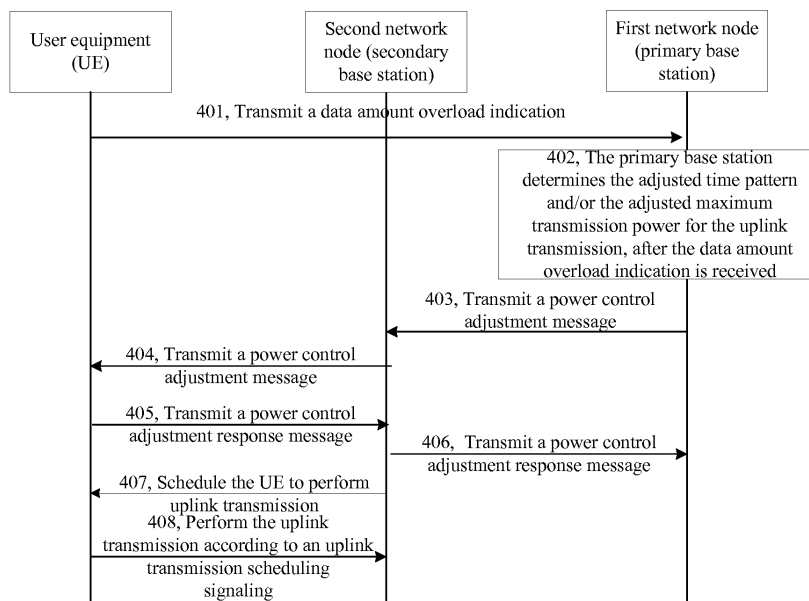 User equipment
(UE)
Second network
node (secondary
base station)
First network node
(primary base
station)
401, Transmit a data amount overload indication
402, The primary base station
determines the adjusted time pattern
and/or the adjusted maximum
transmission power for the uplink
transmission, after the data amount
overload indication is received
403, Transmit a power control
adjustment message
404, Transmit a power control
adjustment message
405, Transmit a power control
adjustment response message
406, Transmit a power control
adjustment response message
407, Schedule the UE to perform
uplink transmission
408, Perform the uplink
transmission according to an uplink
transmission scheduling
signaling